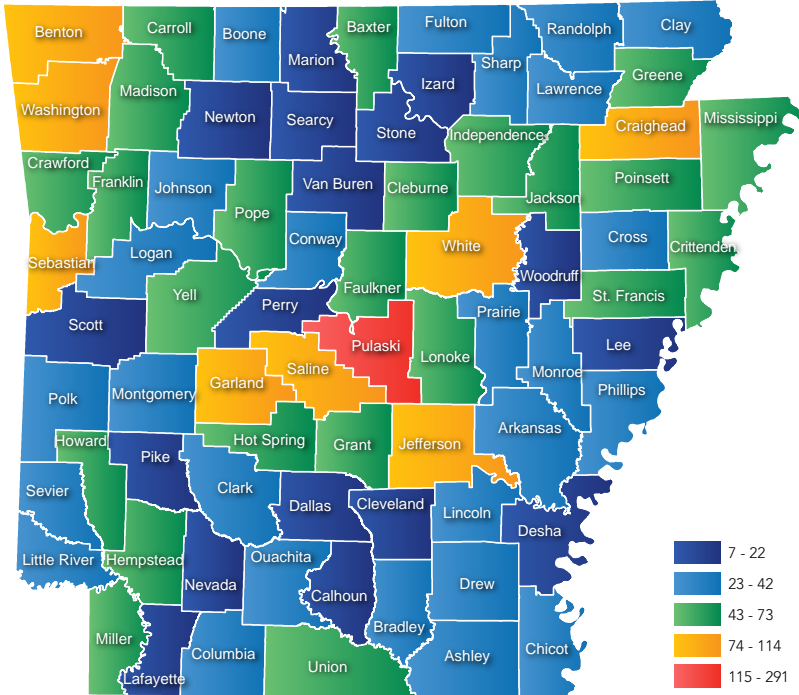 Benton
Carroll
Boone
Marion
Baxter
Fulton
Sharp
Randolph
Clay
Washington
Madison
Newton
Searcy
Izard
Stone
Lawrence
Greene
Independence
Craighead
Mississippi
Crawford
Franklin
Johnson
Pope
Van Buren
Cleburne
Jackson
Poinsett
Sebastian
Logan
Conway
White
Woodruff
Cross
Crittenden
Yell
Faulkner
St. Francis
Scott
Perry
Prairie
Pulaski
Lonoke
Lee
Polk
Montgomery
Garland
Saline
Monroe
Phillips
Howard
Hot Spring
Grant
Jefferson
Arkansas
Pike
Sevier
Clark
Dallas
Cleveland
Lincoln
Desha
Little River
Hempstead
Nevada
Ouachita
Calhoun
Drew
Bradley
Miller
Lafayette
Columbia
Union
Ashley
Chicot
7 - 22
23 - 42
43 - 73
74 - 114
115 - 291